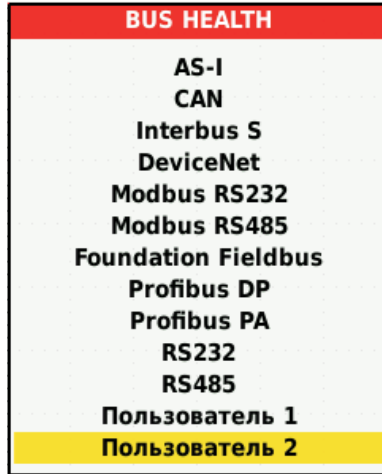 BUS HEALTH
AS-I
CAN
Interbus S
DeviceNet
Modbus RS232
Modbus RS485
Foundation Fieldbus
Profibus DP
Profibus PA
RS232
RS485
Пользователь 1
Пользователь 2